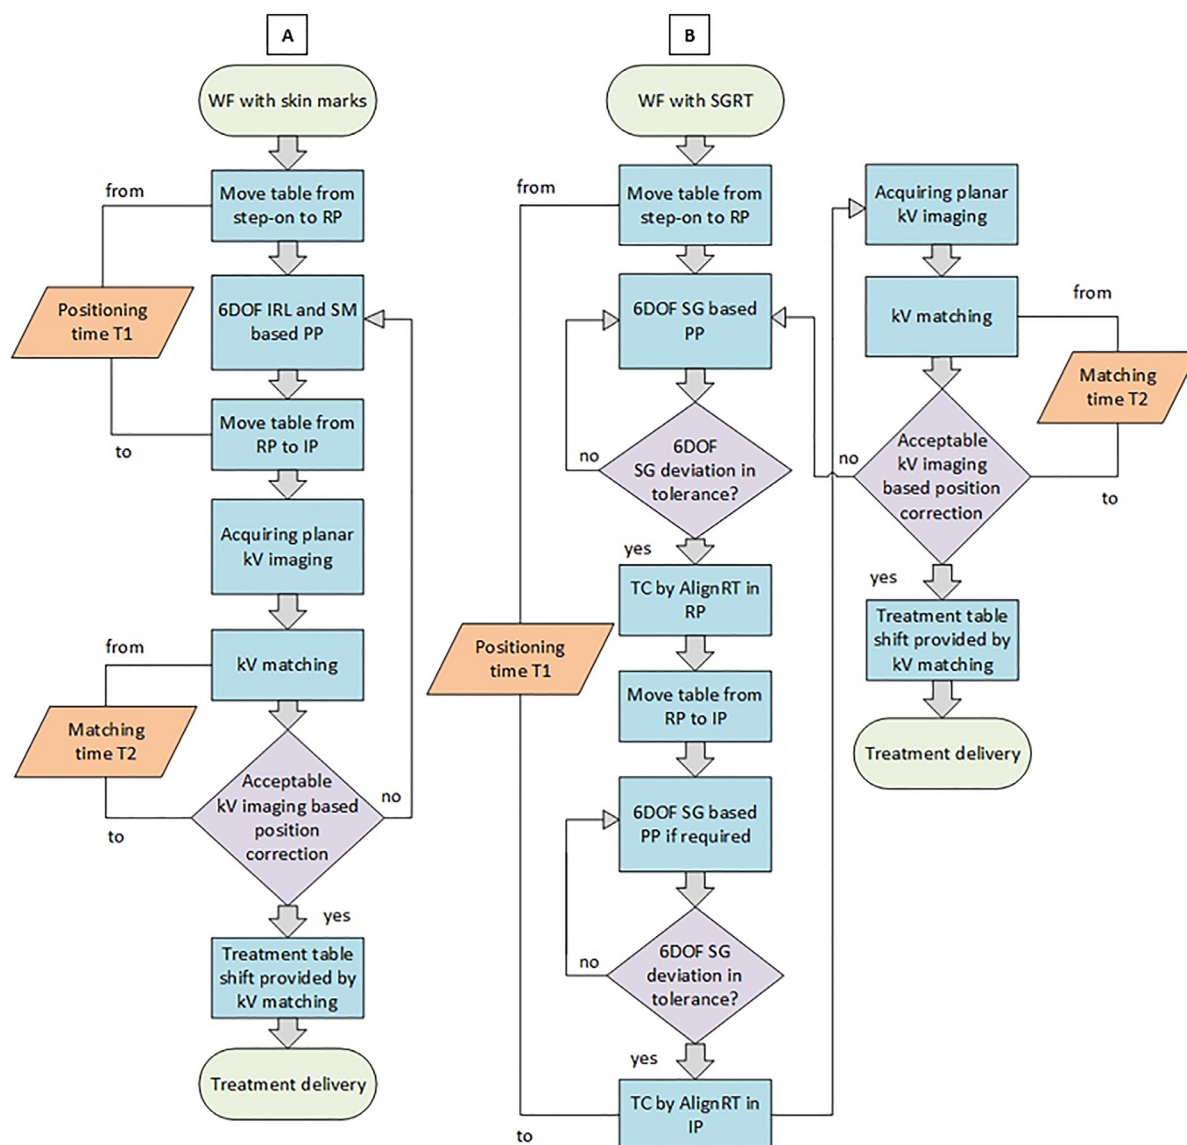 A
WF with skin marks
from
Move table from
step-on to RP
Positioning
time T1
6DOF IRL and SM
based PP
to
Move table from
RP to IP
Acquiring planar
kV imaging
from
kV matching
Matching
time T2
to
Acceptable
kV imaging based
position
correction
no
yes
Treatment table
shift provided by
kV matching
Treatment delivery
B
WF with SGRT
from
Move table from
step-on to RP
6DOF SG based
PP
no
6DOF
SG deviation in
tolerance?
yes
TC by AlignRT in
RP
Positioning
time T1
Move table from
RP to IP
6DOF SG based
PP if required
no
6DOF SG
deviation in
tolerance?
yes
to
TC by AlignRT in
IP
Acquiring planar
kV imaging
from
kV matching
Matching
time T2
no
Acceptable
kV imaging
based position
correction
to
yes
Treatment table
shift provided by
kV matching
Treatment delivery